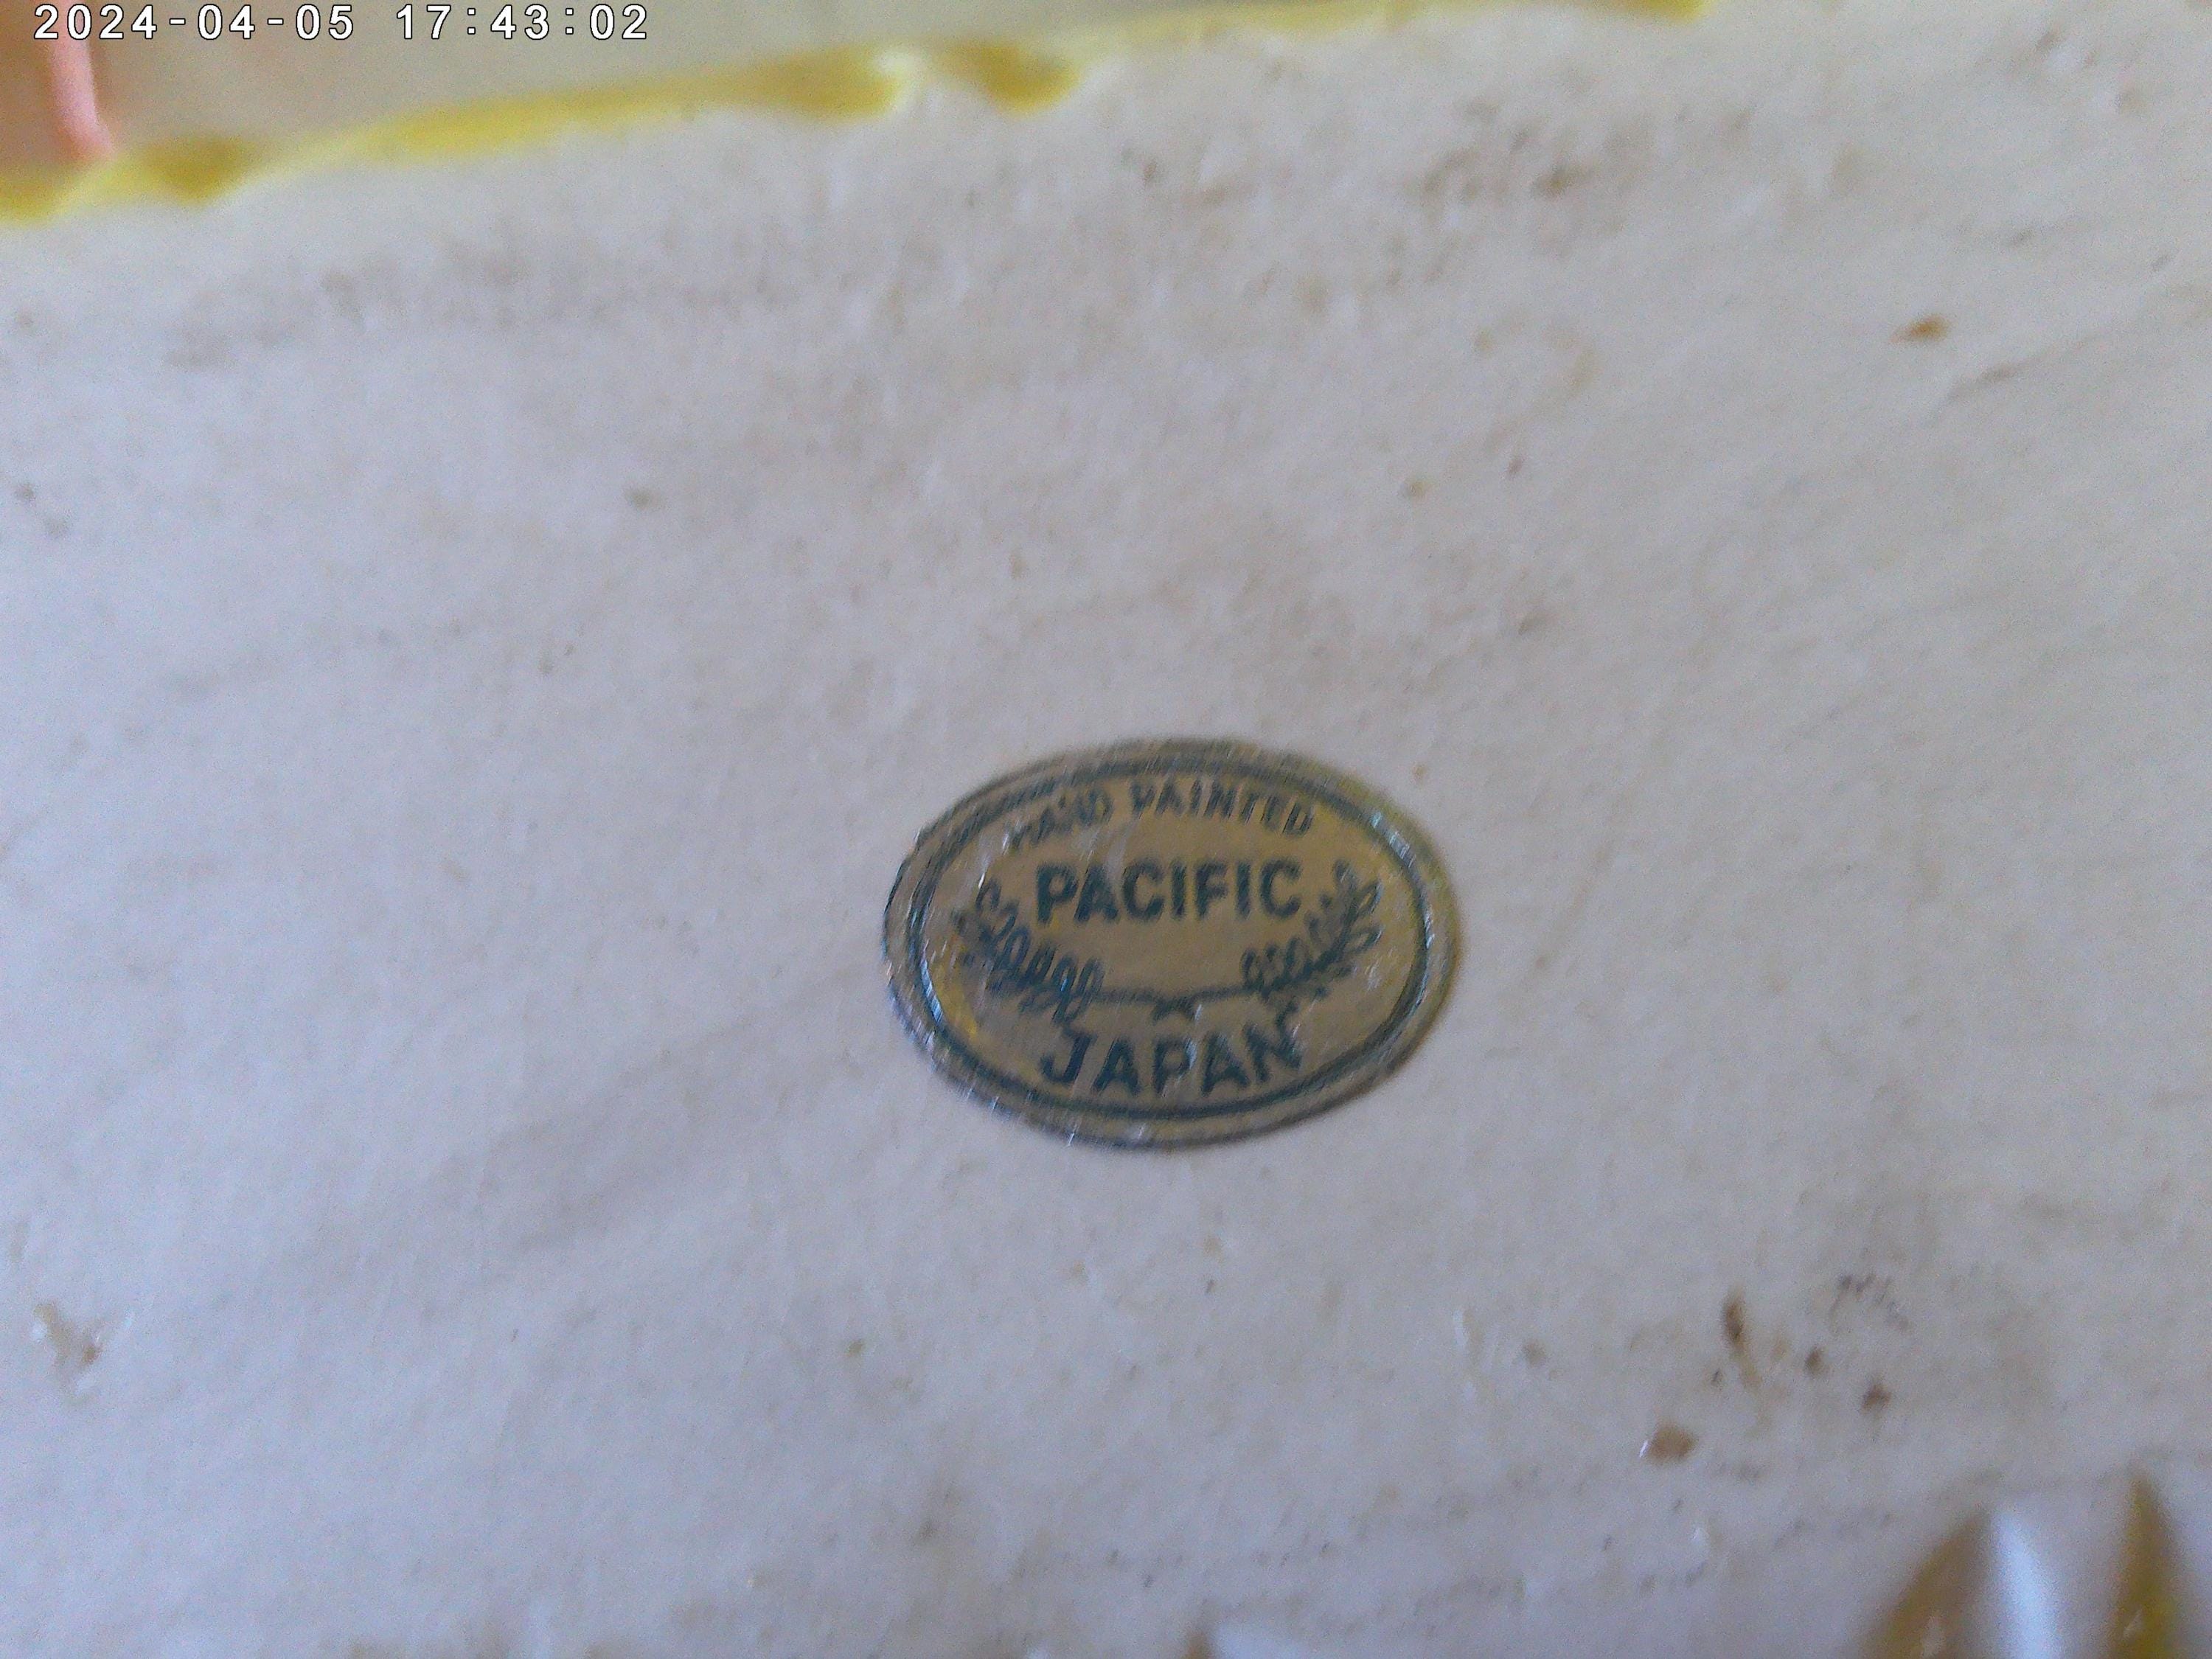 2024-04-05 17:43:02
HAND PAINTED
PACIFIC
JAPAN